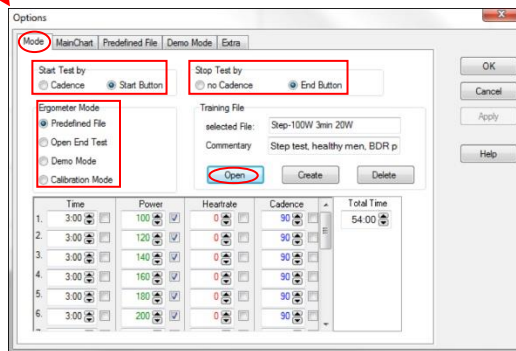 Options
Mode MainChart Predefined File Demo Mode Extra
Start Test by
Cadence Start Button
Stop Test by
no Cadence End Button
Ergometer Mode
Predefined File
Open End Test
Demo Mode
Calibration Mode
Training File
selected File: Step-100W 3min 20W
Commentary Step test, healthy men, BDR p
Open Create Delete
OK
Cancel
Apply
Help
Time Power Heartrate Cadence Total Time
1. 3:00 100 0 90 54:00
2. 3:00 120 0 90
3. 3:00 140 0 90
4. 3:00 160 0 90
5. 3:00 180 0 90
6. 3:00 200 0 90